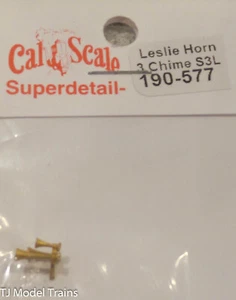 Cal Scale
Superdetail-
Leslie Horn
3 Chime S3L
190-577
TJ Model Trains